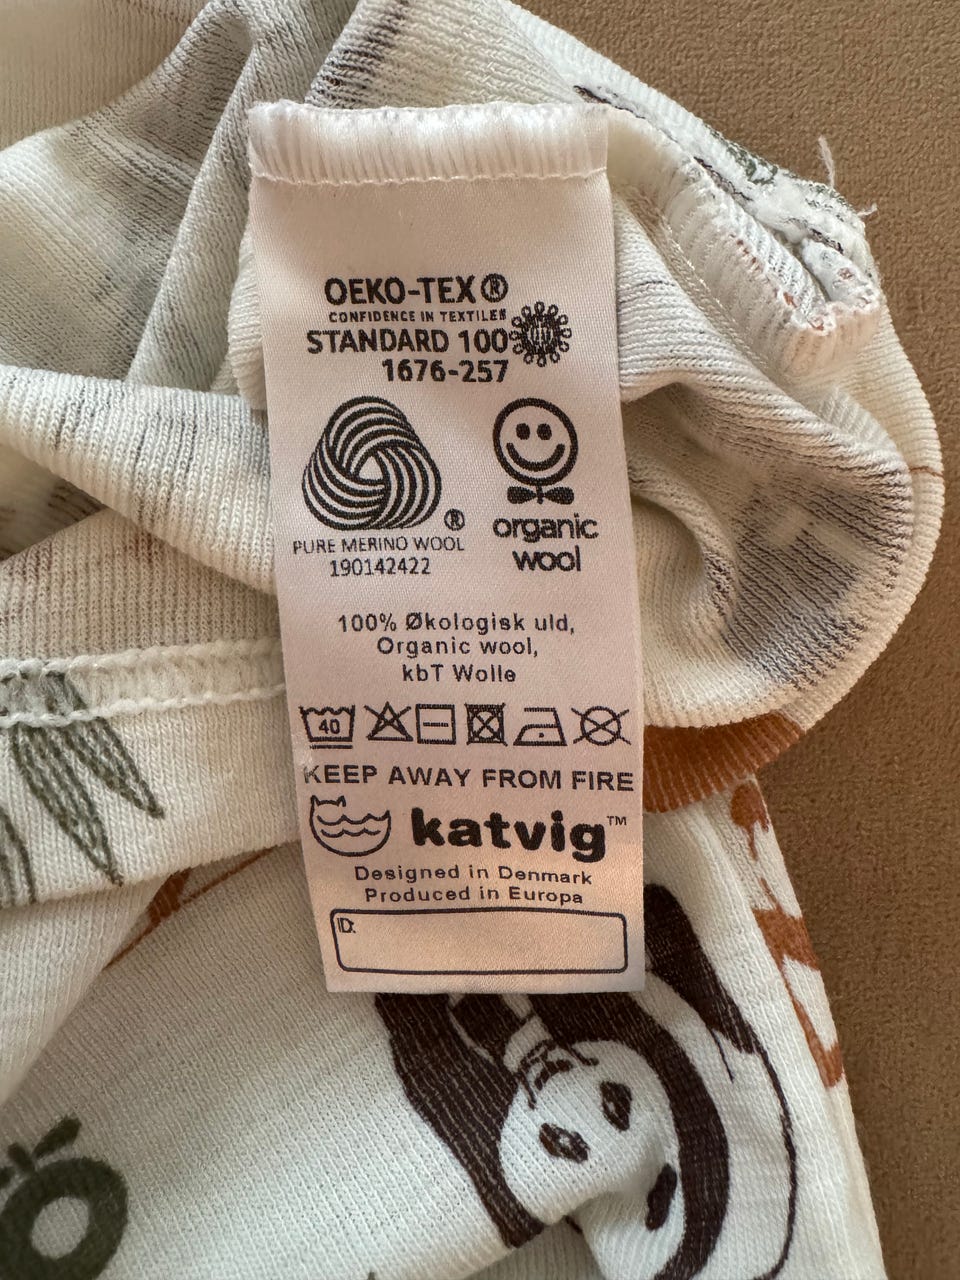 OEKO-TEX®
CONFIDENCE IN TEXTILES
STANDARD 100
1676-257
®
PURE MERINO WOOL
190142422
organic
wool
100% Økologisk uld,
Organic wool,
kbT Wolle
40
KEEP AWAY FROM FIRE
katvig™
Designed in Denmark
Produced in Europa
ID: